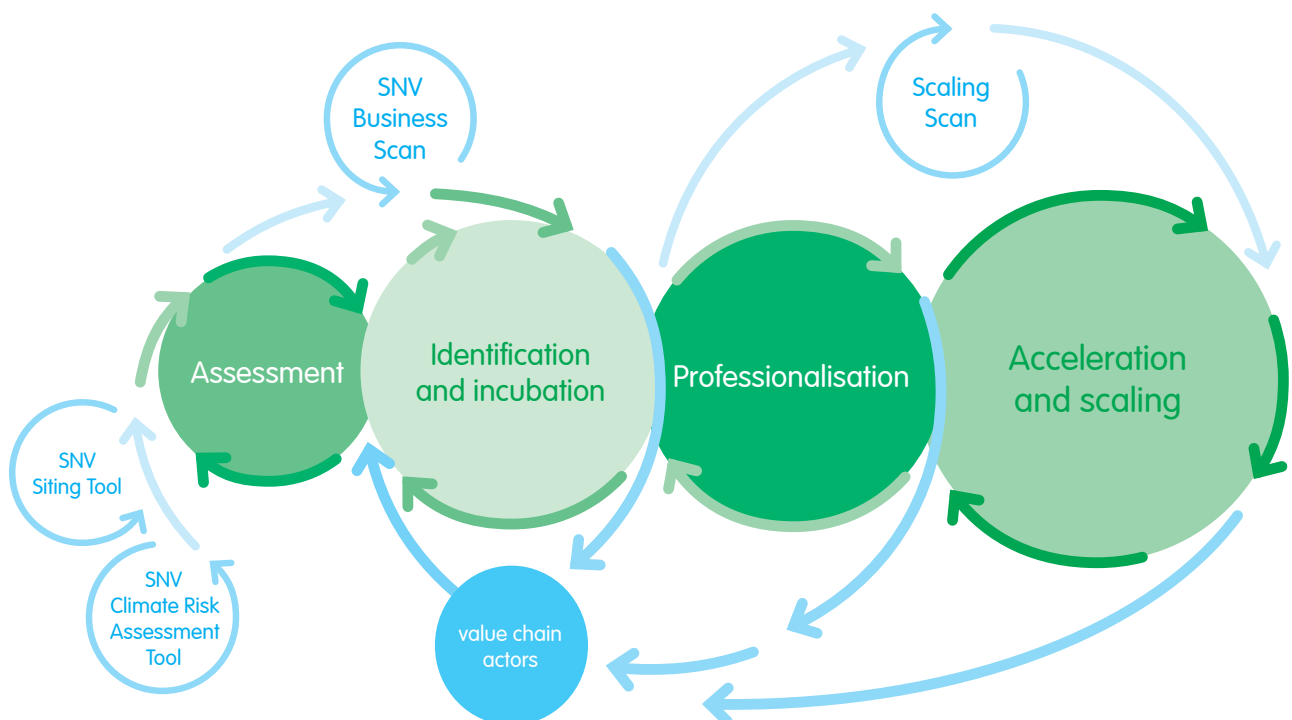 SNV
Business
Scan
Scaling
Scan
Assessment
Identification
and incubation
Professionalisation
Acceleration
and scaling
SNV
Siting Tool
SNV
Climate Risk
Assessment
Tool
value chain
actors